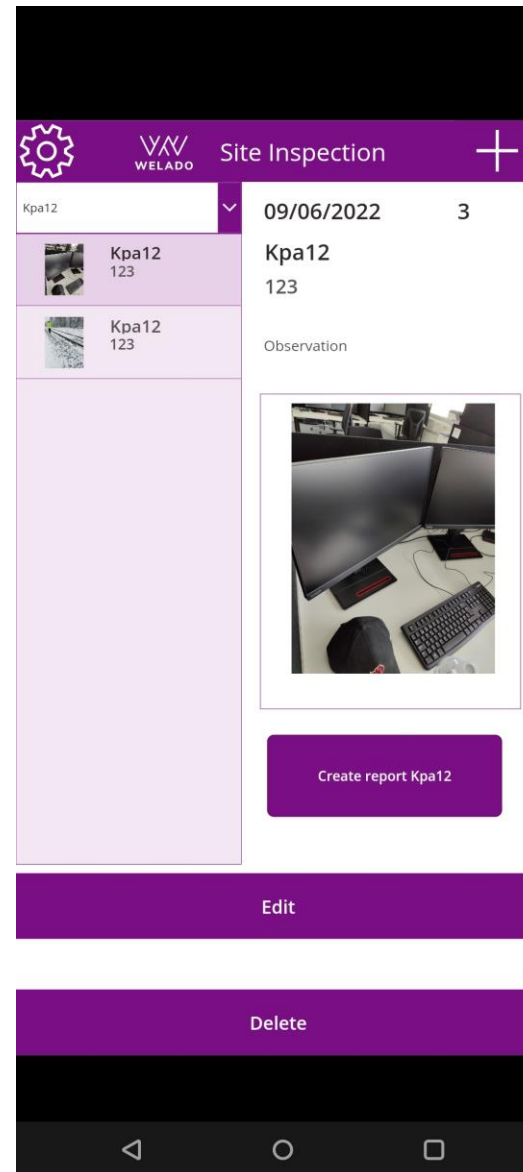 WELADO
Site Inspection
Kpa12
Kpa12
123
Kpa12
123
09/06/2022 3
Kpa12
123
Observation
Create report Kpa12
Edit
Delete